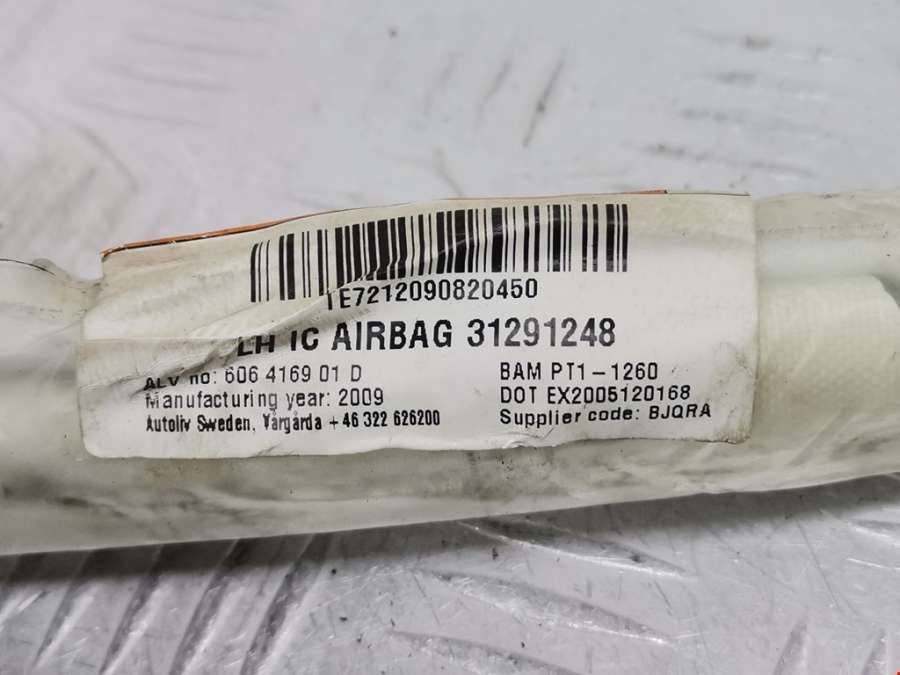 TE7212090820450
LH IC AIRBAG 31291248
ALV no: 606 4169 01 D
BAM PT1-1260
Manufacturing year: 2009
DOT EX2005120168
Autoliv Sweden, Vårgårda +46 322 626200
Supplier code: BJQRA